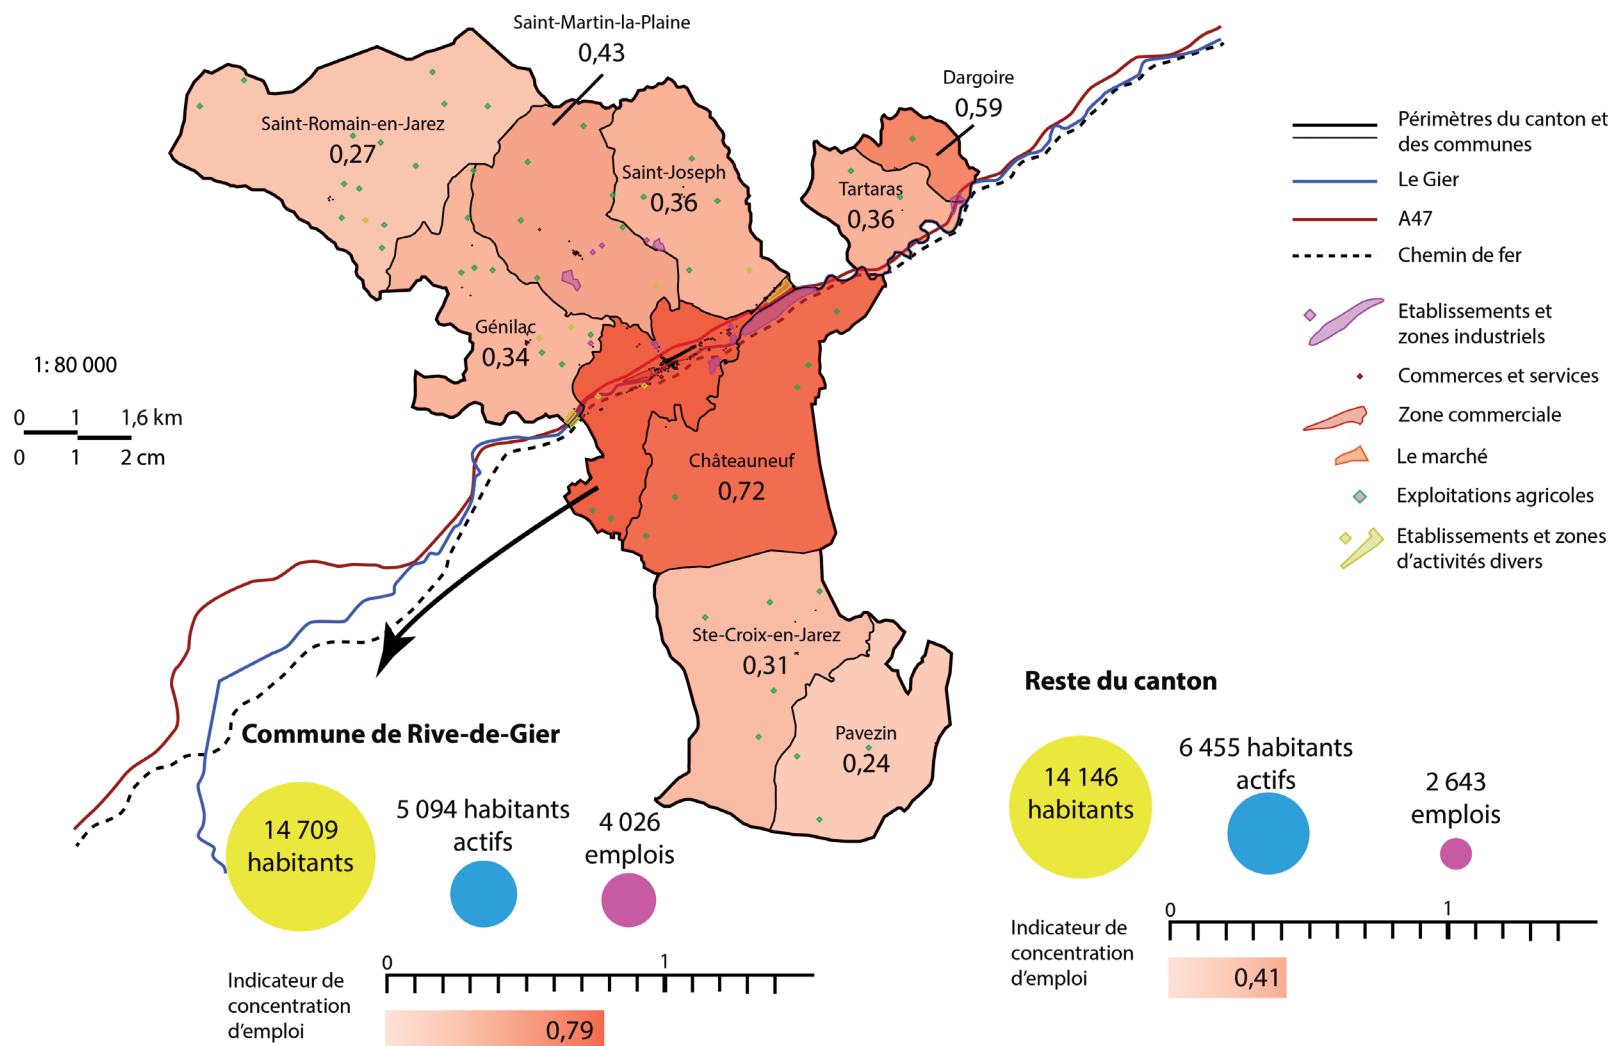 Saint-Martin-la-Plaine
0,43
Dargoire
0,59
Saint-Romain-en-Jarez
0,27
Saint-Joseph
0,36
Tartaras
0,36
Génilac
0,34
Châteauneuf
0,72
Ste-Croix-en-Jarez
0,31
Pavezin
0,24
1: 80 000
0 1 1,6 km
0 1 2 cm
Périmètres du canton et
des communes
Le Gier
A47
Chemin de fer
Etablissements et
zones industriels
Commerces et services
Zone commerciale
Le marché
Exploitations agricoles
Etablissements et zones
d'activités divers
Commune de Rive-de-Gier
14 709
habitants
5 094 habitants
actifs
4 026
emplois
Indicateur de
concentration
d'emploi
0 1
0,79
Reste du canton
14 146
habitants
6 455 habitants
actifs
2 643
emplois
Indicateur de
concentration
d'emploi
0 1
0,41